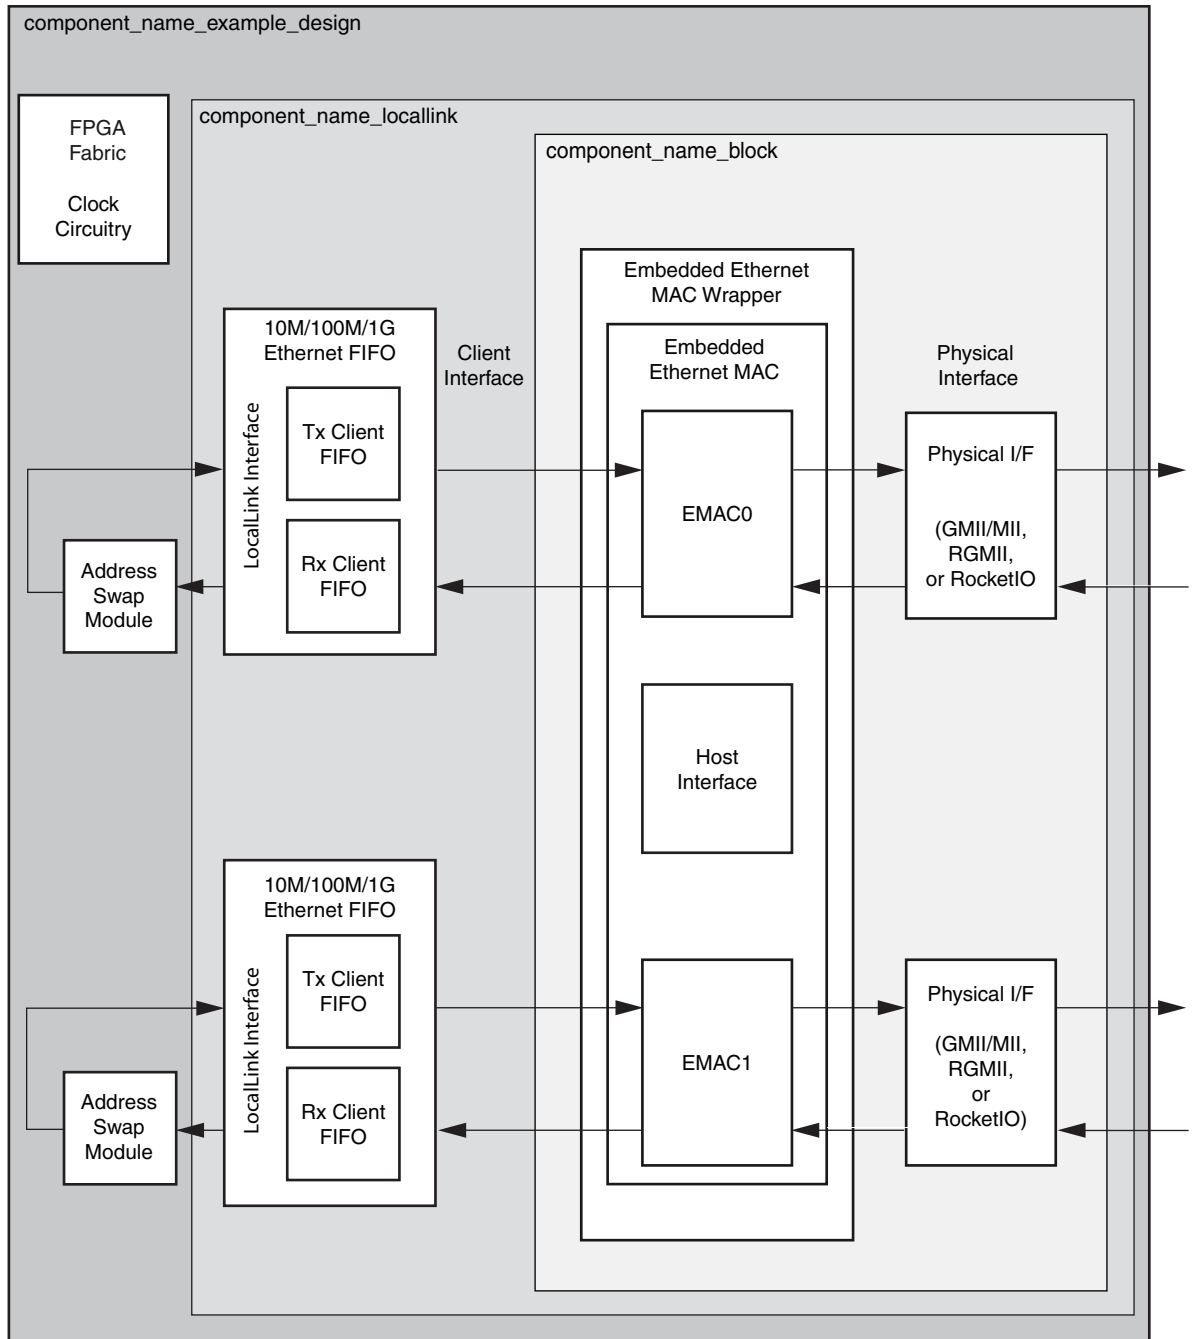 component_name_example_design
FPGA
Fabric
Clock
Circuitry
component_name_locallink
component_name_block
Embedded Ethernet
MAC Wrapper
10M/100M/1G
Ethernet FIFO
Client
Interface
Embedded
Ethernet MAC
Physical
Interface
LocalLink Interface
Tx Client
FIFO
Rx Client
FIFO
EMAC0
Physical I/F
(GMII/MII,
RGMII,
or RocketIO
Address
Swap
Module
Host
Interface
10M/100M/1G
Ethernet FIFO
LocalLink Interface
Tx Client
FIFO
Rx Client
FIFO
EMAC1
Physical I/F
(GMII/MII,
RGMII,
or
RocketIO)
Address
Swap
Module